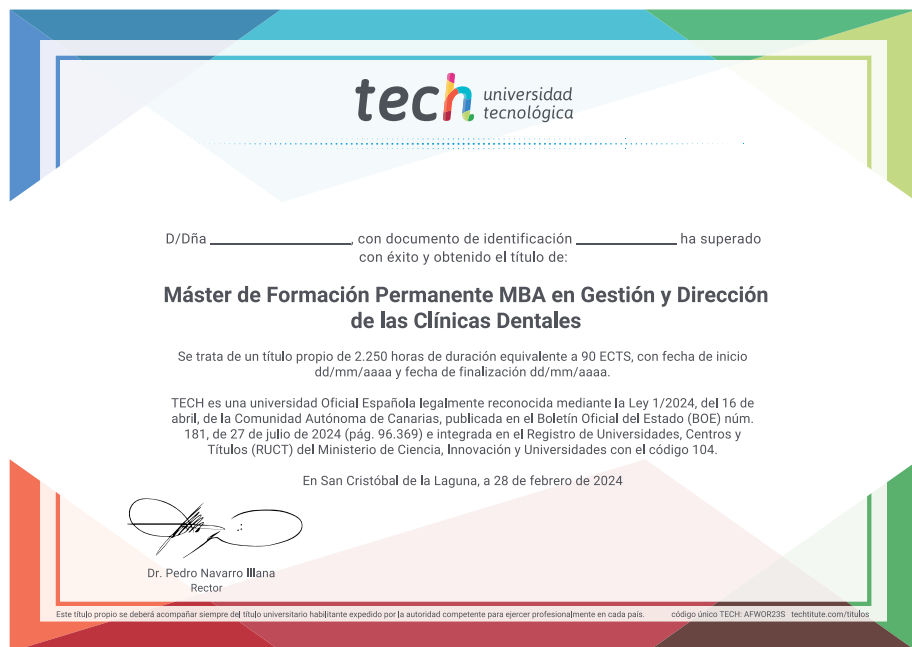 tech universidad
tecnológica
D/Dña ___________________, con documento de identificación _____________ ha superado
con éxito y obtenido el título de:
Máster de Formación Permanente MBA en Gestión y Dirección
de las Clínicas Dentales
Se trata de un título propio de 2.250 horas de duración equivalente a 90 ECTS, con fecha de inicio
dd/mm/aaaa y fecha de finalización dd/mm/aaaa.
TECH es una universidad Oficial Española legalmente reconocida mediante la Ley 1/2024, del 16 de
abril, de la Comunidad Autónoma de Canarias, publicada en el Boletín Oficial del Estado (BOE) núm.
181, de 27 de julio de 2024 (pág. 96.369) e integrada en el Registro de Universidades, Centros y
Títulos (RUCT) del Ministerio de Ciencia, Innovación y Universidades con el código 104.
En San Cristóbal de la Laguna, a 28 de febrero de 2024
Dr. Pedro Navarro Illana
Rector
Este título propio se deberá acompañar siempre del título universitario habilitante expedido por la autoridad competente para ejercer profesionalmente en cada país. código único TECH: AFWOR23S techtitute.com/titulos